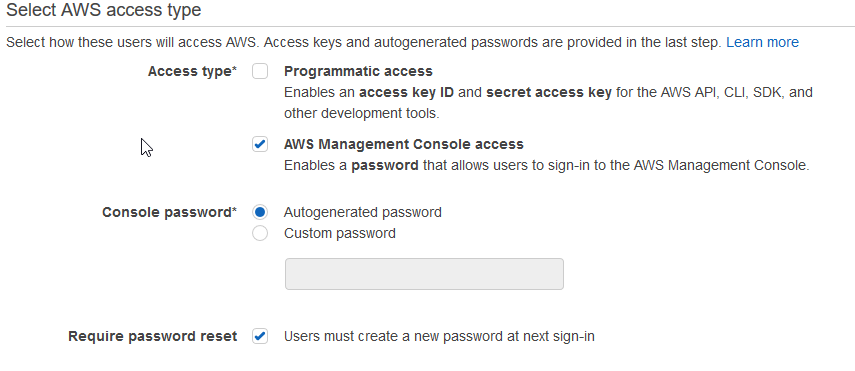 Select AWS access type
Select how these users will access AWS. Access keys and autogenerated passwords are provided in the last step. Learn more
Access type* Programmatic access
Enables an access key ID and secret access key for the AWS API, CLI, SDK, and
other development tools.
AWS Management Console access
Enables a password that allows users to sign-in to the AWS Management Console.
Console password* Autogenerated password
Custom password
Require password reset Users must create a new password at next sign-in